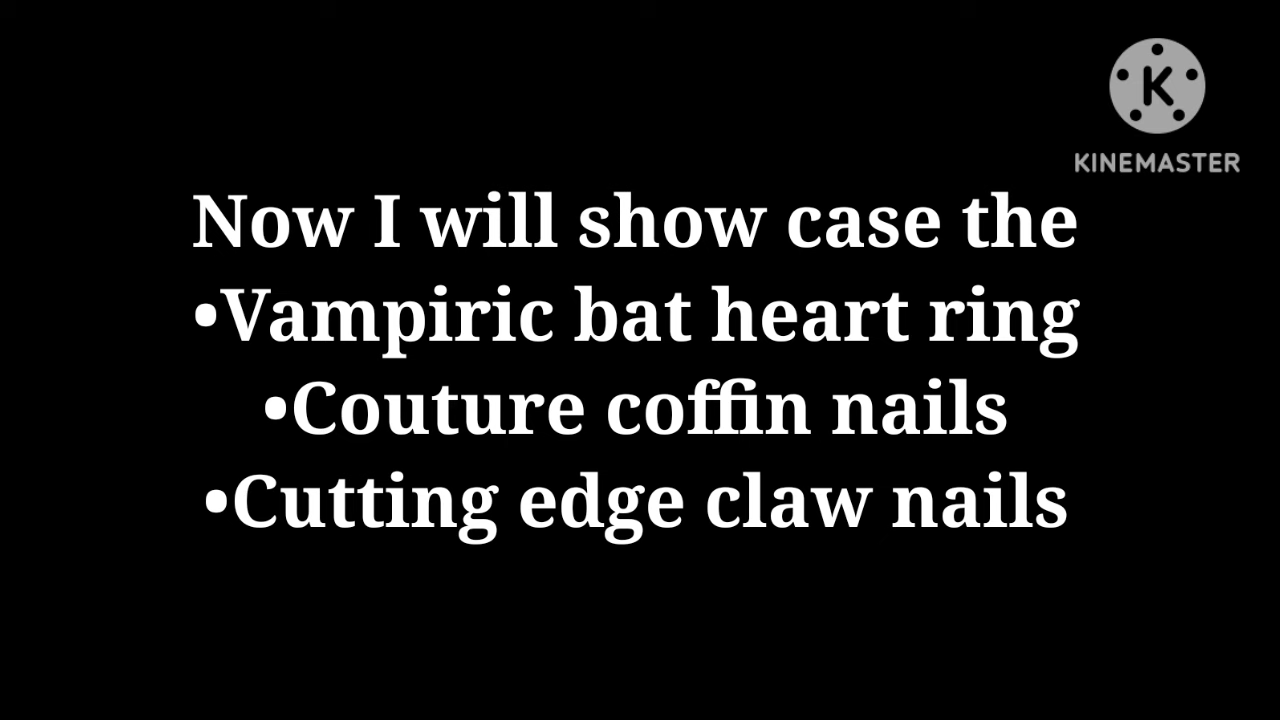 K
KINEMASTER
Now I will show case the
•Vampiric bat heart ring
•Couture coffin nails
•Cutting edge claw nails